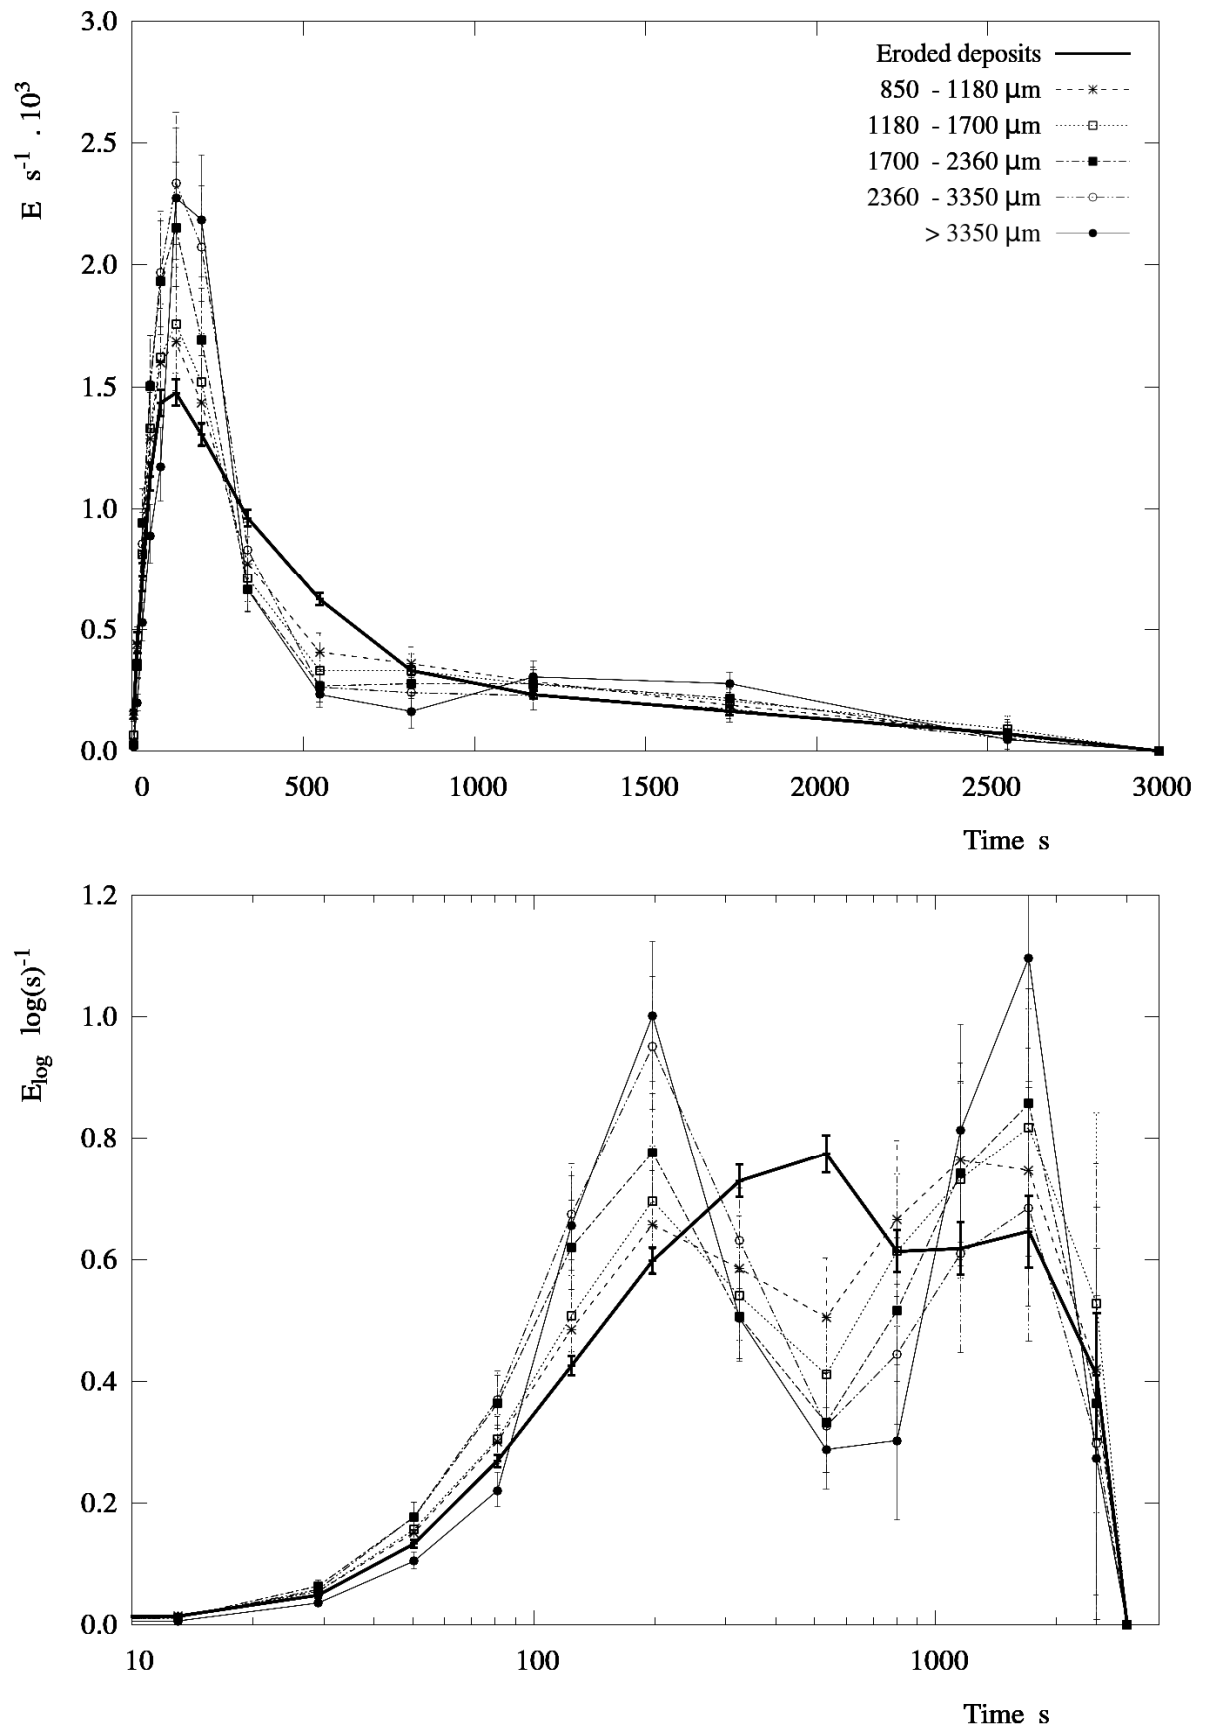 3.0
2.5
2.0
1.5
1.0
0.5
0.0
E s⁻¹ . 10³
Eroded deposits
850 - 1180 μm
1180 - 1700 μm
1700 - 2360 μm
2360 - 3350 μm
> 3350 μm
0 500 1000 1500 2000 2500 3000
Time s
1.2
1.0
0.8
0.6
0.4
0.2
0.0
E_log log(s)⁻¹
10 100 1000
Time s